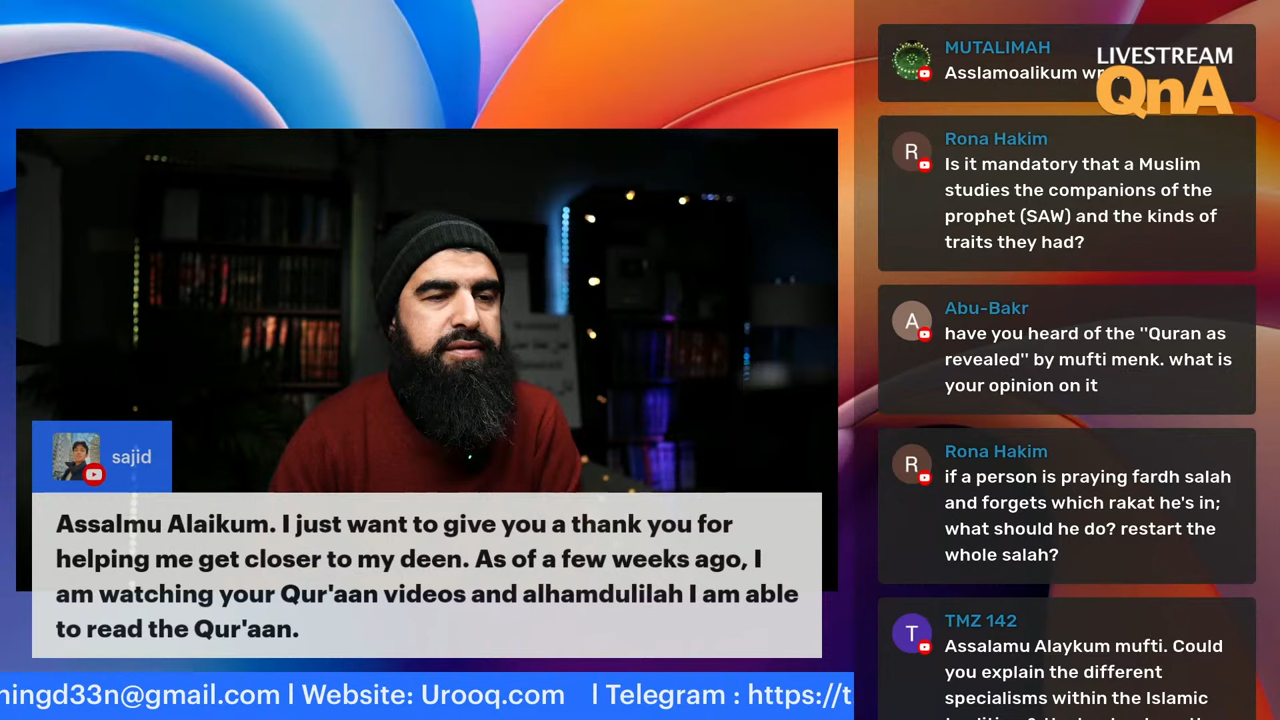 MUTALIMAH
Asslamoalikum
LIVESTREAM
QnA
R
Rona Hakim
Is it mandatory that a Muslim
studies the companions of the
prophet (SAW) and the kinds of
traits they had?
A
Abu-Bakr
have you heard of the "Quran as
revealed" by mufti menk. what is
your opinion on it
R
Rona Hakim
if a person is praying fardh salah
and forgets which rakat he's in;
what should he do? restart the
whole salah?
T
TMZ 142
Assalamu Alaykum mufti. Could
you explain the different
specialisms within the Islamic
sajid
Assalmu Alaikum. I just want to give you a thank you for
helping me get closer to my deen. As of a few weeks ago, I
am watching your Qur'aan videos and alhamdulilah I am able
to read the Qur'aan.
ningd33n@gmail.com | Website: Urooq.com | Telegram : https://t